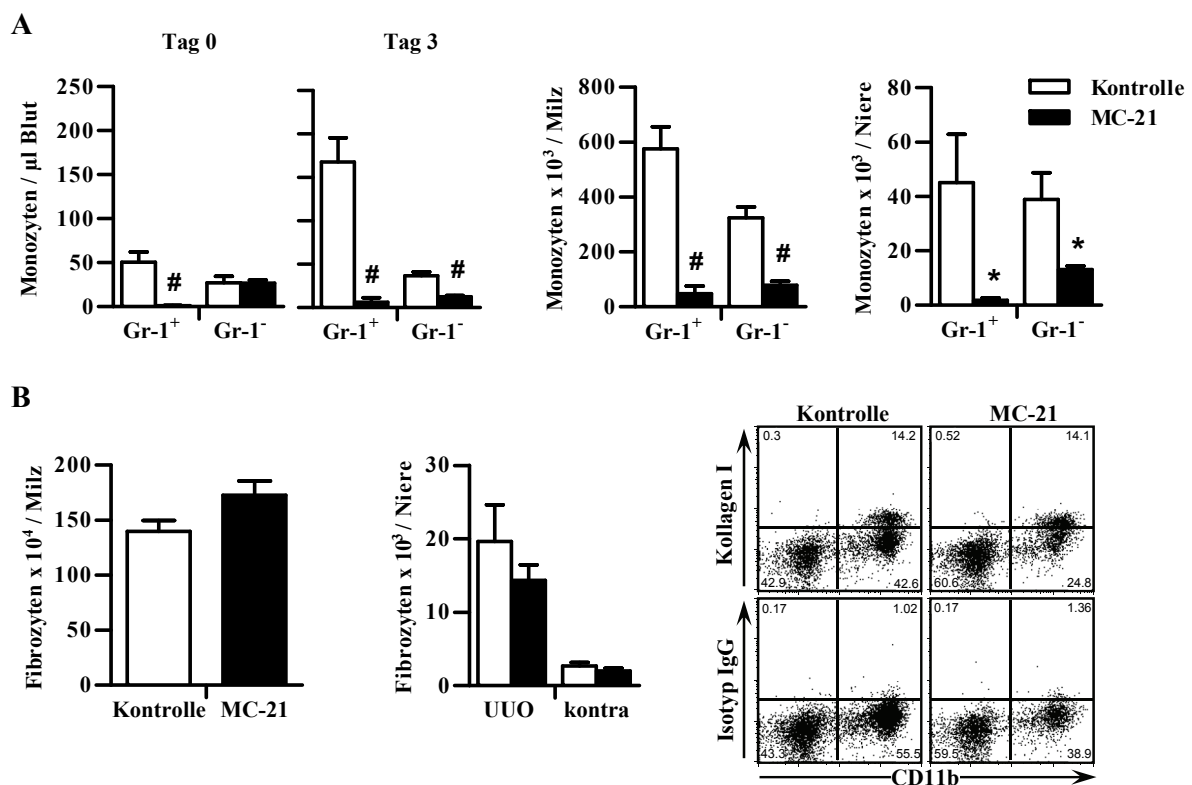 A
Tag 0
Tag 3
Monozyten / µl Blut
250
200
150
100
50
0
#
#
#
Gr-1⁺ Gr-1⁻
Gr-1⁺ Gr-1⁻
Monozyten x 10³ / Milz
800
600
400
200
0
#
#
Gr-1⁺ Gr-1⁻
Monozyten x 10³ / Niere
80
60
40
20
0
*
*
Gr-1⁺ Gr-1⁻
Kontrolle
MC-21
B
Fibrozyten x 10⁴ / Milz
200
150
100
50
0
Kontrolle MC-21
Fibrozyten x 10³ / Niere
30
20
10
0
UUO kontra
Kontrolle MC-21
Kollagen I
0.3 14.2
42.9 42.6
0.52 14.1
60.6 24.8
Isotyp IgG
0.17 1.02
43.3 55.5
0.17 1.36
59.5 38.9
CD11b